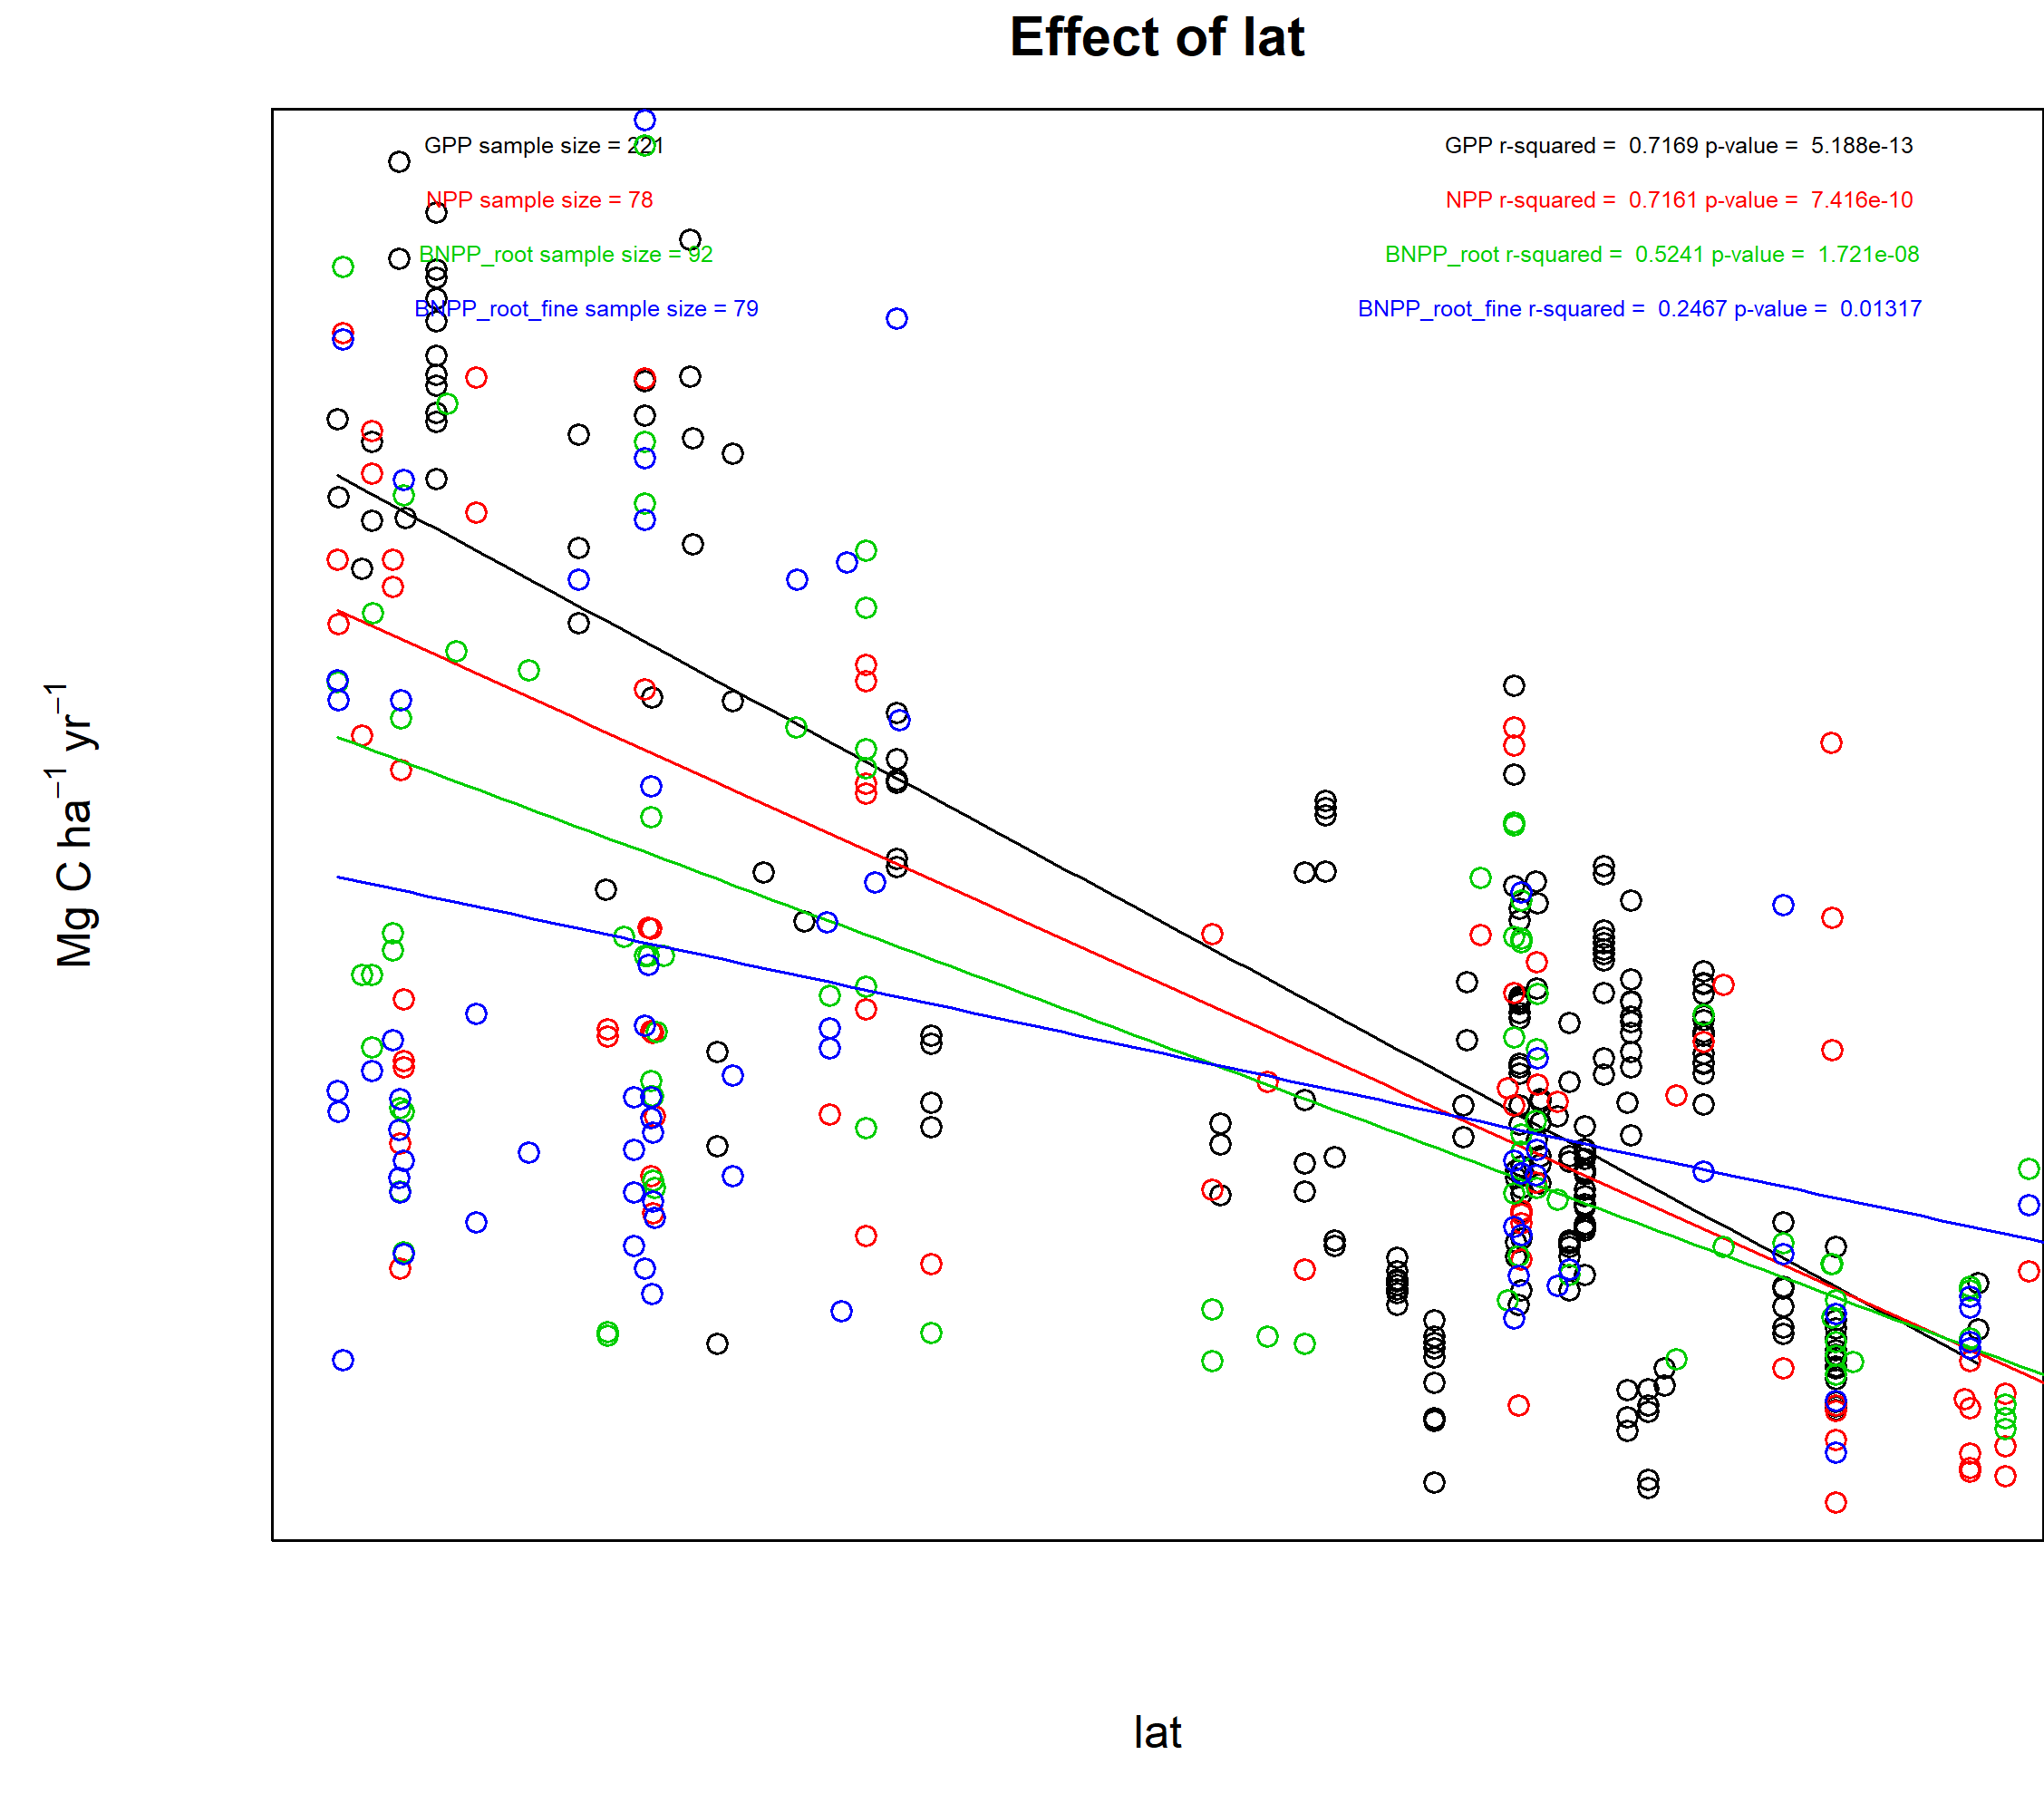 Effect of lat
GPP sample size = 221
GPP r-squared = 0.7169 p-value = 5.188e-13
NPP sample size = 78
NPP r-squared = 0.7161 p-value = 7.416e-10
BNPP_root sample size = 92
BNPP_root r-squared = 0.5241 p-value = 1.721e-08
BNPP_root_fine sample size = 79
BNPP_root_fine r-squared = 0.2467 p-value = 0.01317
Mg C ha⁻¹ yr⁻¹
lat